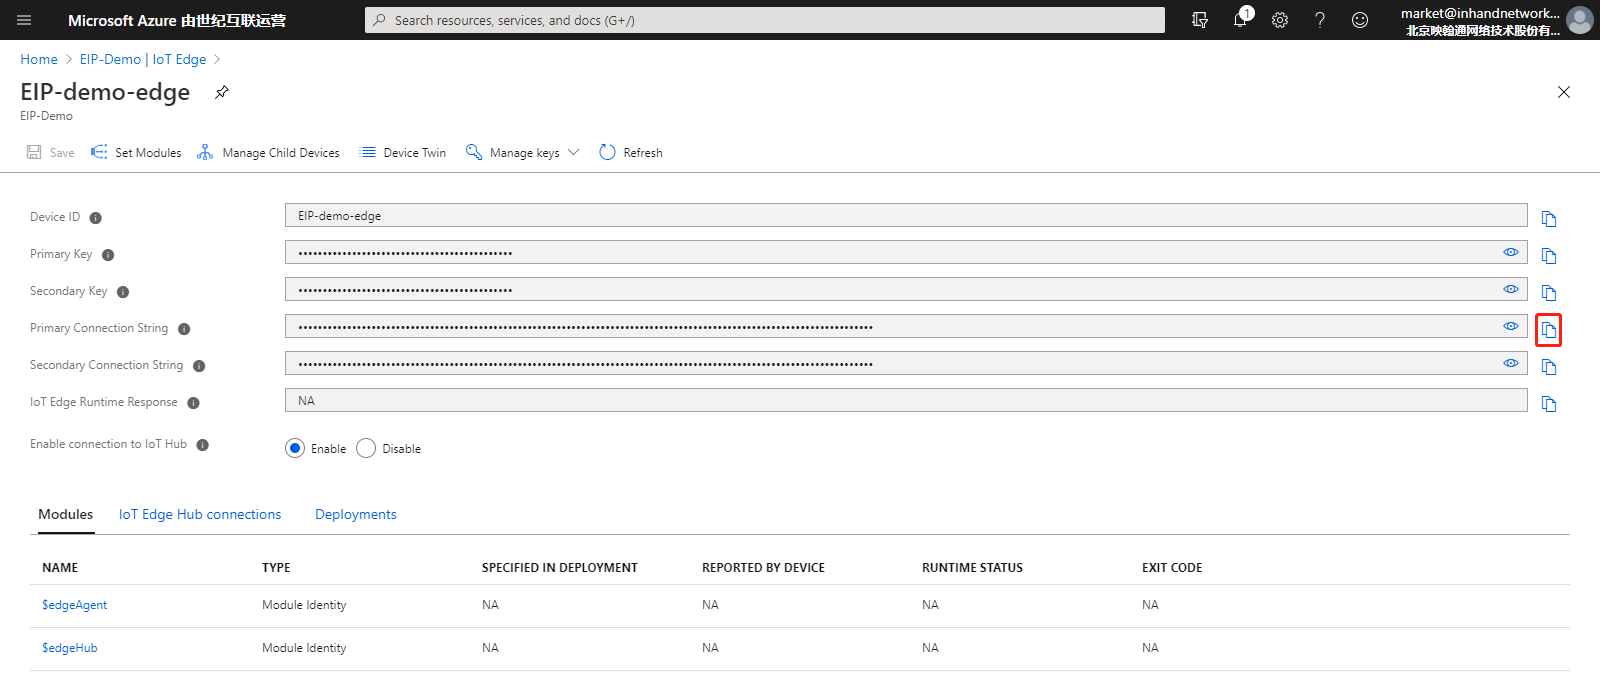 Microsoft Azure 由世纪互联运营
Search resources, services, and docs (G+/)
1
market@inhandnetwork...
北京映翰通网络技术股份有...
Home > EIP-Demo | IoT Edge >
EIP-demo-edge
EIP-Demo
Save Set Modules Manage Child Devices Device Twin Manage keys Refresh
Device ID EIP-demo-edge
Primary Key
Secondary Key
Primary Connection String
Secondary Connection String
IoT Edge Runtime Response NA
Enable connection to IoT Hub Enable Disable
Modules IoT Edge Hub connections Deployments
NAME TYPE SPECIFIED IN DEPLOYMENT REPORTED BY DEVICE RUNTIME STATUS EXIT CODE
$edgeAgent Module Identity NA NA NA NA
$edgeHub Module Identity NA NA NA NA